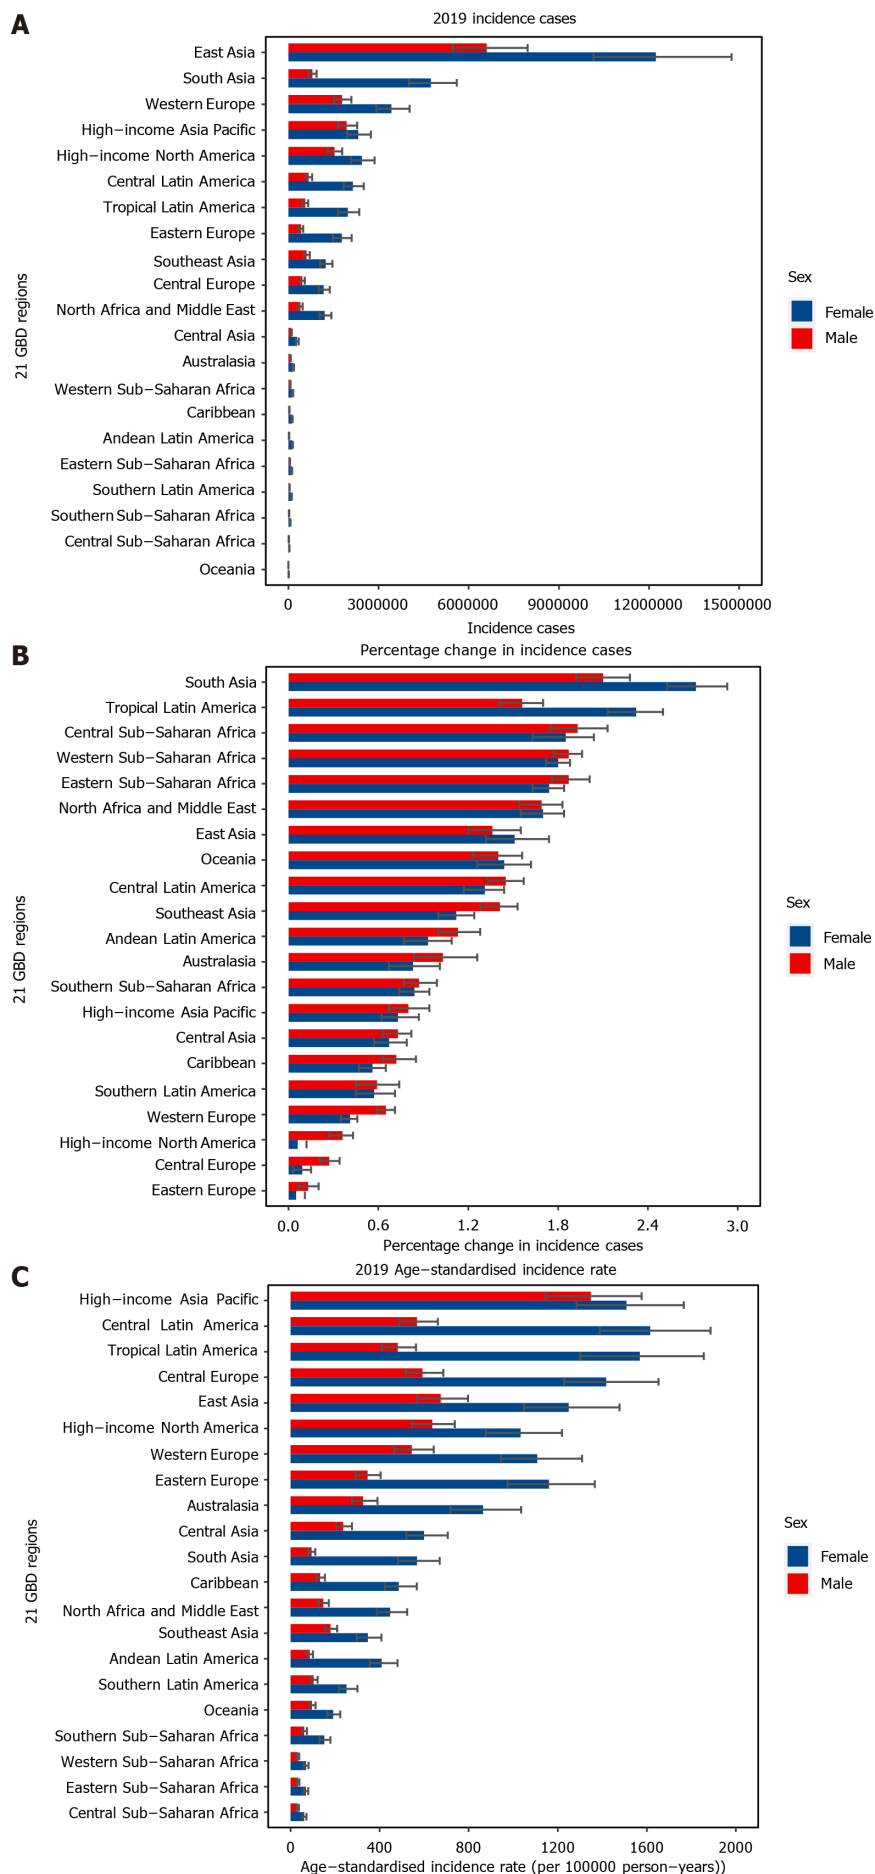 A
2019 incidence cases
East Asia
South Asia
Western Europe
High−income Asia Pacific
High−income North America
Central Latin America
Tropical Latin America
Eastern Europe
Southeast Asia
Central Europe
North Africa and Middle East
Central Asia
Australasia
Western Sub−Saharan Africa
Caribbean
Andean Latin America
Eastern Sub−Saharan Africa
Southern Latin America
Southern Sub−Saharan Africa
Central Sub−Saharan Africa
Oceania
21 GBD regions
0 3000000 6000000 9000000 12000000 15000000
Incidence cases
Sex
Female
Male
B
Percentage change in incidence cases
South Asia
Tropical Latin America
Central Sub−Saharan Africa
Western Sub−Saharan Africa
Eastern Sub−Saharan Africa
North Africa and Middle East
East Asia
Oceania
Central Latin America
Southeast Asia
Andean Latin America
Australasia
Southern Sub−Saharan Africa
High−income Asia Pacific
Central Asia
Caribbean
Southern Latin America
Western Europe
High−income North America
Central Europe
Eastern Europe
21 GBD regions
0.0 0.6 1.2 1.8 2.4 3.0
Percentage change in incidence cases
Sex
Female
Male
C
2019 Age−standardised incidence rate
High−income Asia Pacific
Central Latin America
Tropical Latin America
Central Europe
East Asia
High−income North America
Western Europe
Eastern Europe
Australasia
Central Asia
South Asia
Caribbean
North Africa and Middle East
Southeast Asia
Andean Latin America
Southern Latin America
Oceania
Southern Sub−Saharan Africa
Western Sub−Saharan Africa
Eastern Sub−Saharan Africa
Central Sub−Saharan Africa
21 GBD regions
0 400 800 1200 1600 2000
Age−standardised incidence rate (per 100000 person−years))
Sex
Female
Male